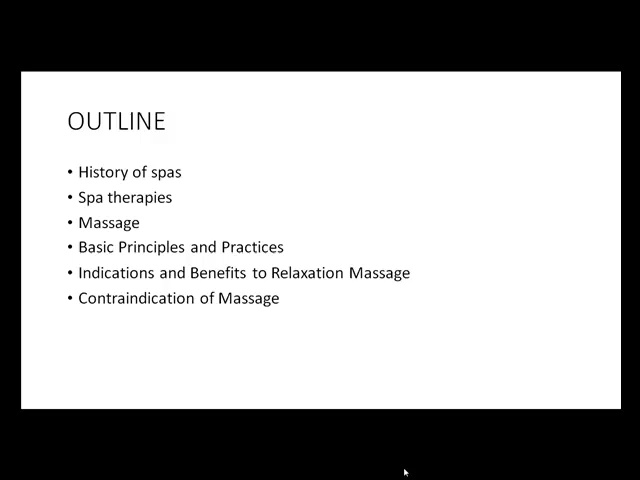 OUTLINE
• History of spas
• Spa therapies
• Massage
• Basic Principles and Practices
• Indications and Benefits to Relaxation Massage
• Contraindication of Massage